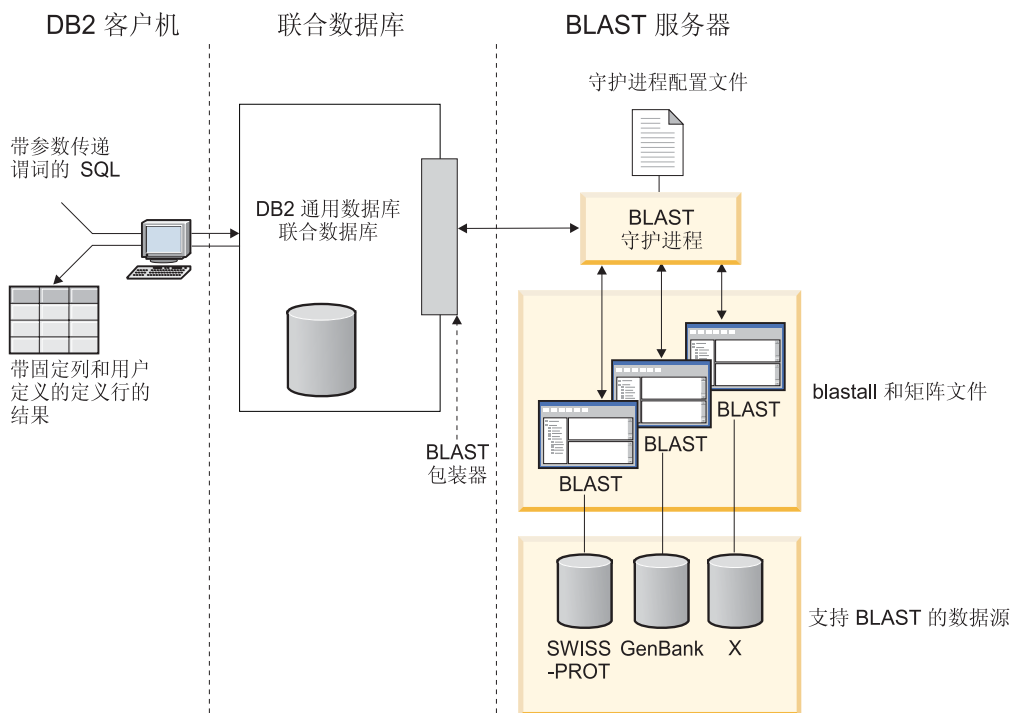 DB2 客户机
联合数据库
BLAST 服务器
守护进程配置文件
带参数传递
谓词的 SQL
DB2 通用数据库
联合数据库
BLAST
守护进程
带固定列和用户
定义的定义行的
结果
BLAST
包装器
BLAST
BLAST
BLAST
blastall 和矩阵文件
SWISS
-PROT
GenBank
X
支持 BLAST 的数据源